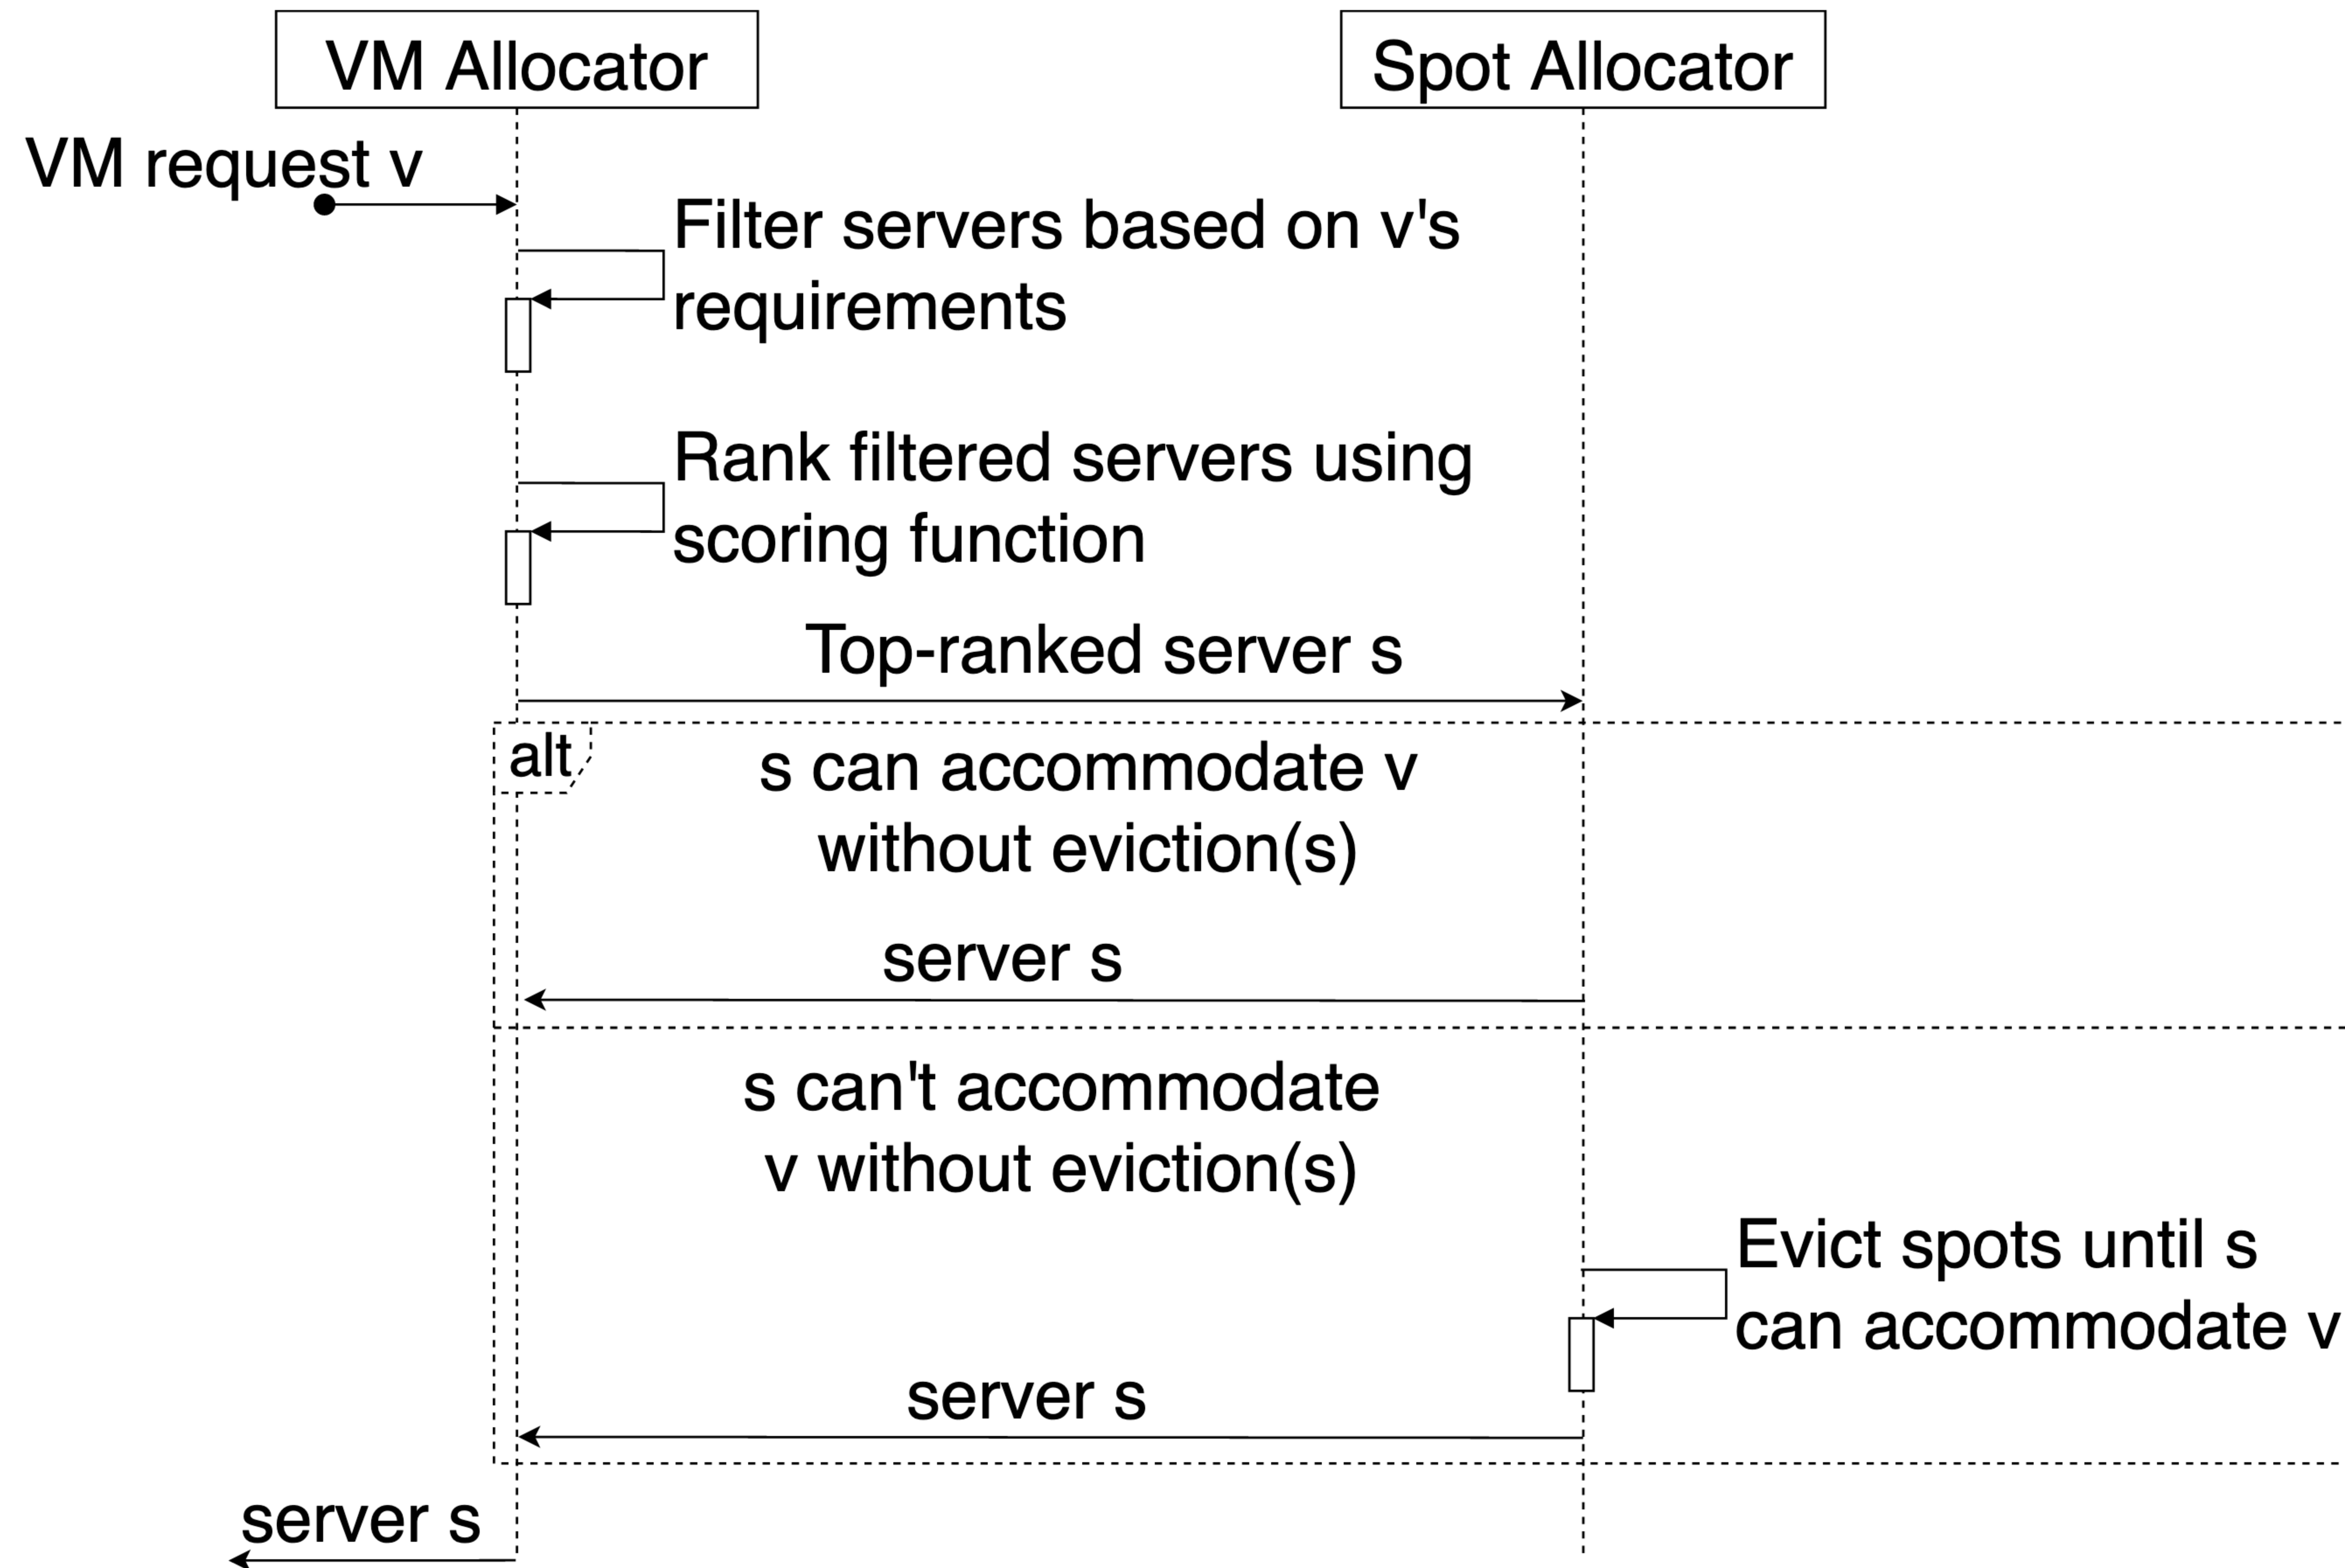 VM Allocator
Spot Allocator
VM request v
Filter servers based on v's
requirements
Rank filtered servers using
scoring function
Top-ranked server s
alt
s can accommodate v
without eviction(s)
server s
s can't accommodate
v without eviction(s)
Evict spots until s
can accommodate v
server s
server s